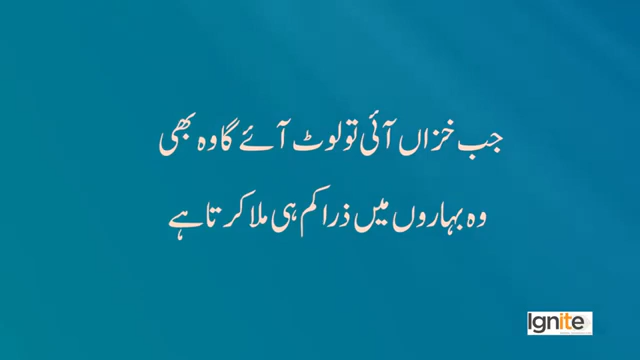 جب خزاں آئی تو لوٹ آئے گا وہ بھی
وہ بہاروں میں ذرا کم ہی ملا کرتا ہے
Ignite